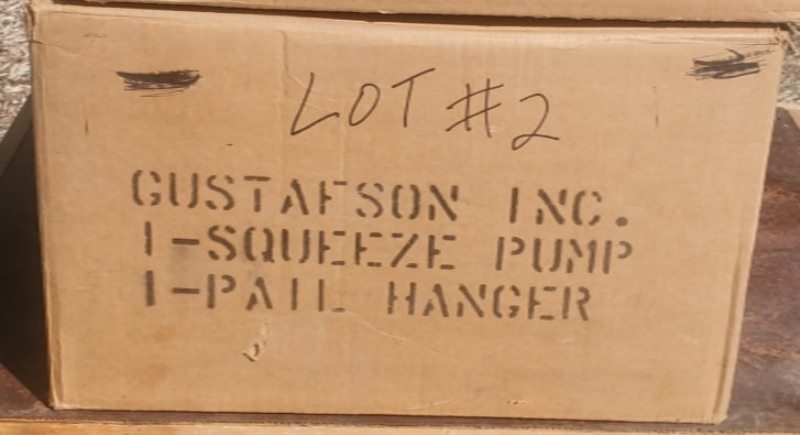 LOT #2
GUSTAFSON INC.
1-SQUEEZE PUMP
1-PAIL HANGER